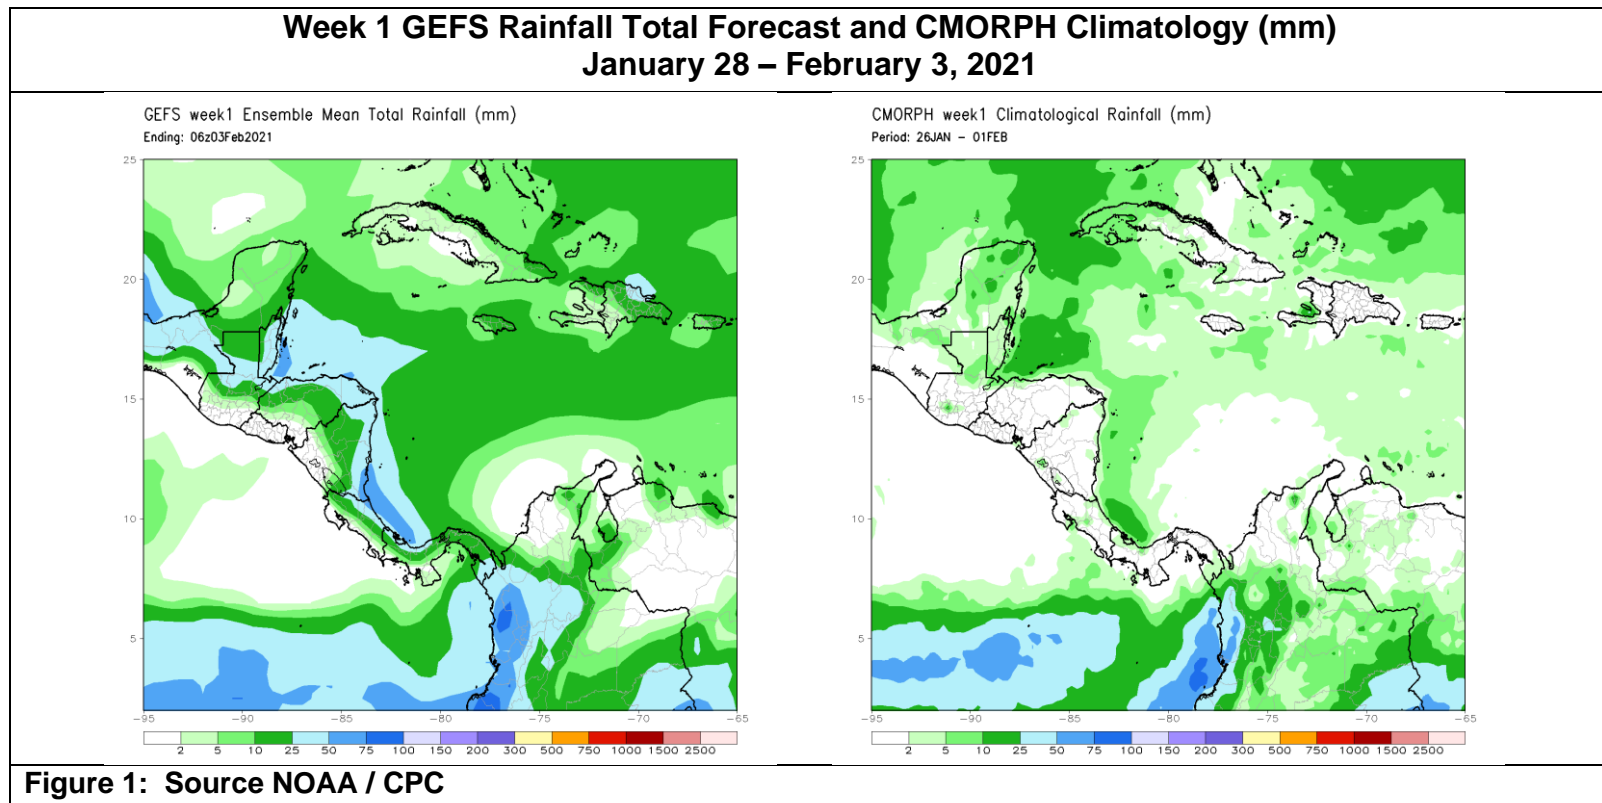 Week 1 GEFS Rainfall Total Forecast and CMORPH Climatology (mm)
January 28 – February 3, 2021
GEFS week1 Ensemble Mean Total Rainfall (mm)
Ending: 06z03Feb2021
25
20
15
10
5
-95 -90 -85 -80 -75 -70 -65
2 5 10 25 50 75 100 150 200 300 500 750 1000 1500 2500
CMORPH week1 Climatological Rainfall (mm)
Period: 26JAN – 01FEB
25
20
15
10
5
-95 -90 -85 -80 -75 -70 -65
2 5 10 25 50 75 100 150 200 300 500 750 1000 1500 2500
Figure 1: Source NOAA / CPC